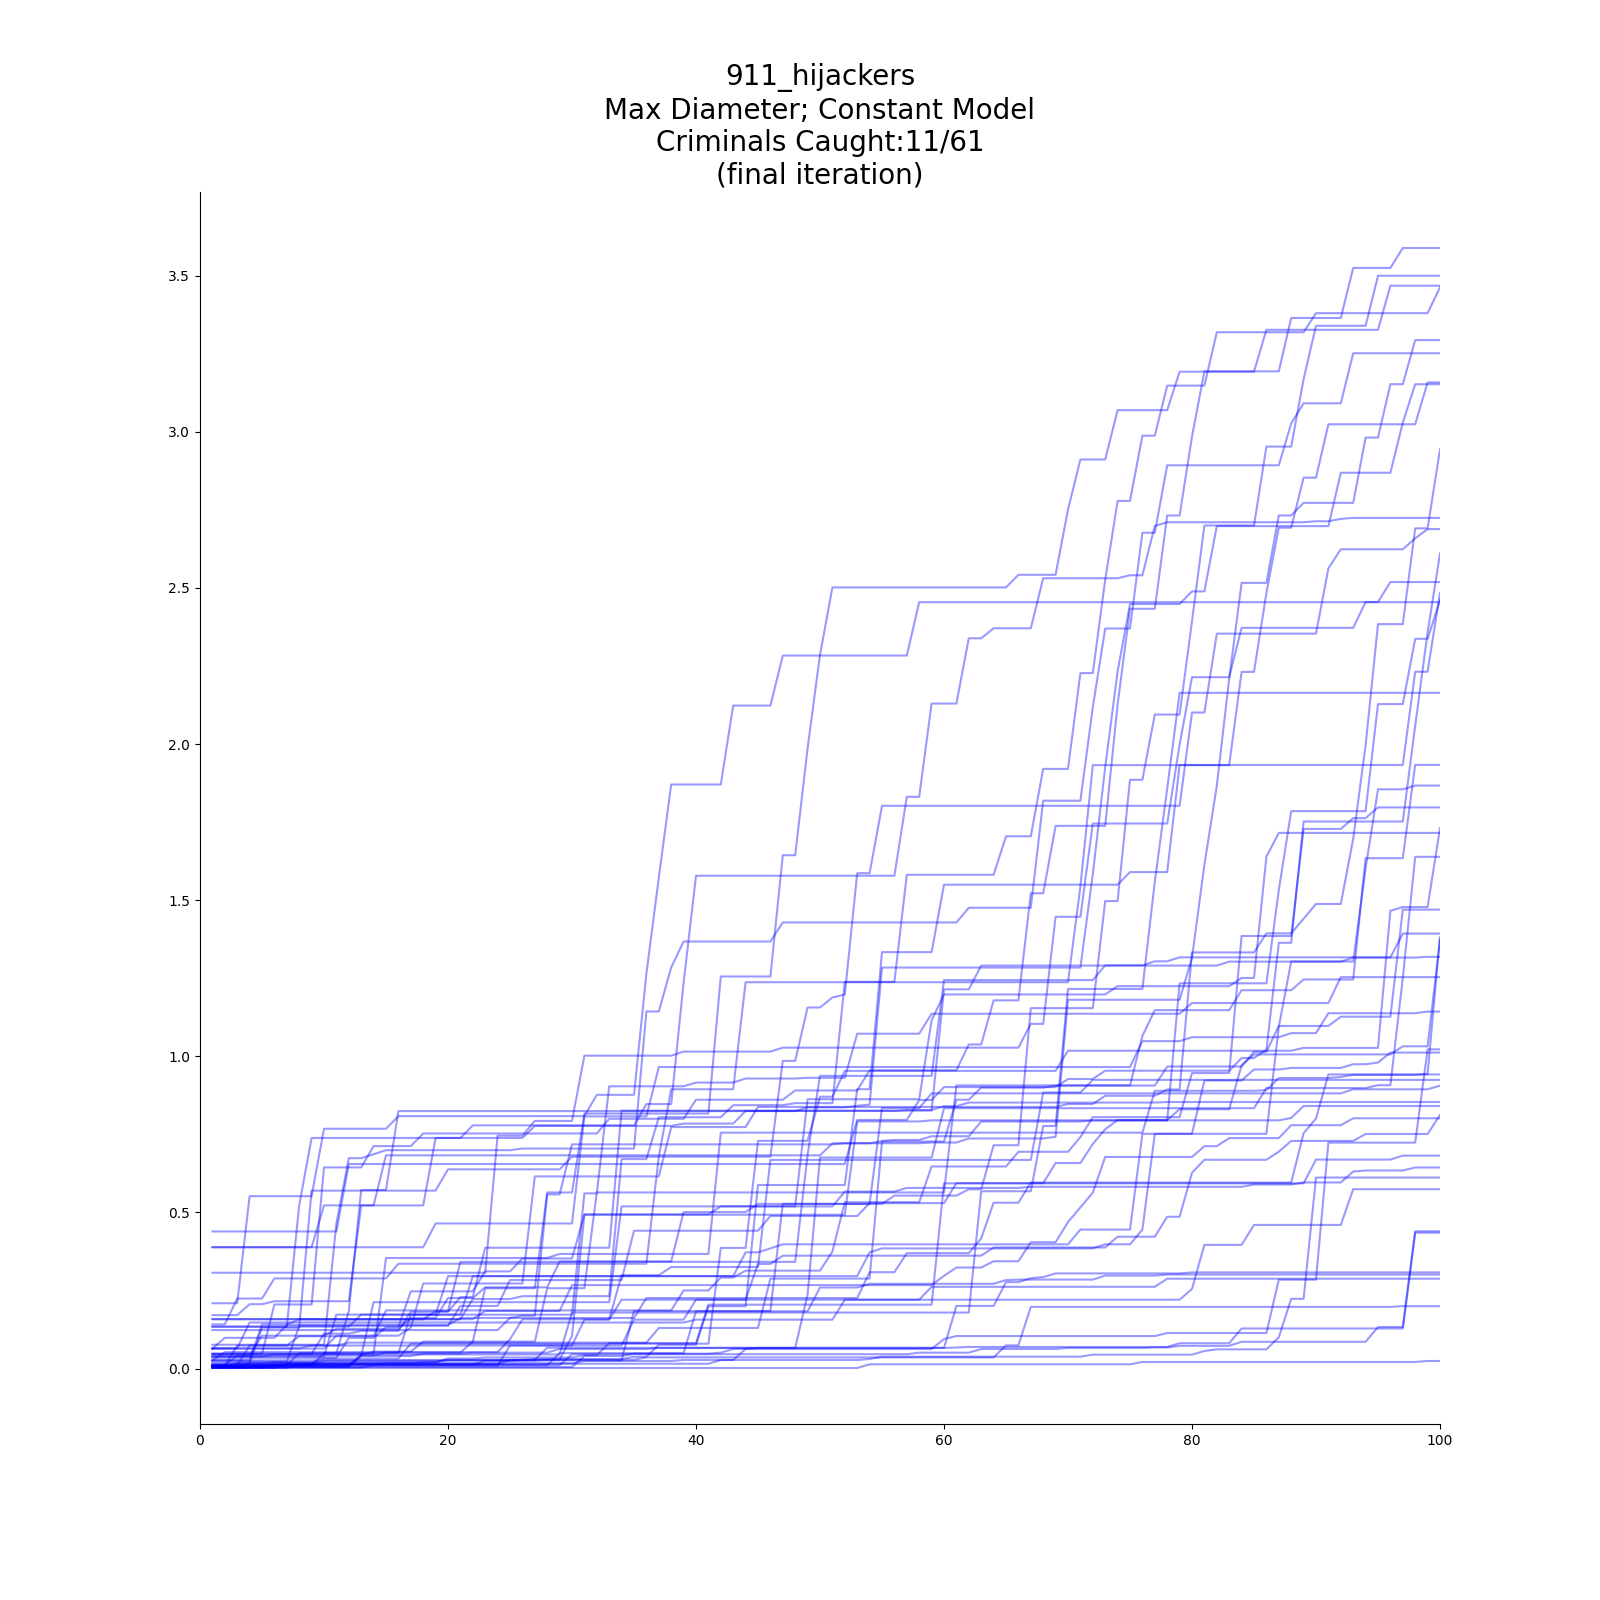 911_hijackers
Max Diameter; Constant Model
Criminals Caught:11/61
(final iteration)
3.5
3.0
2.5
2.0
1.5
1.0
0.5
0.0
0 20 40 60 80 100